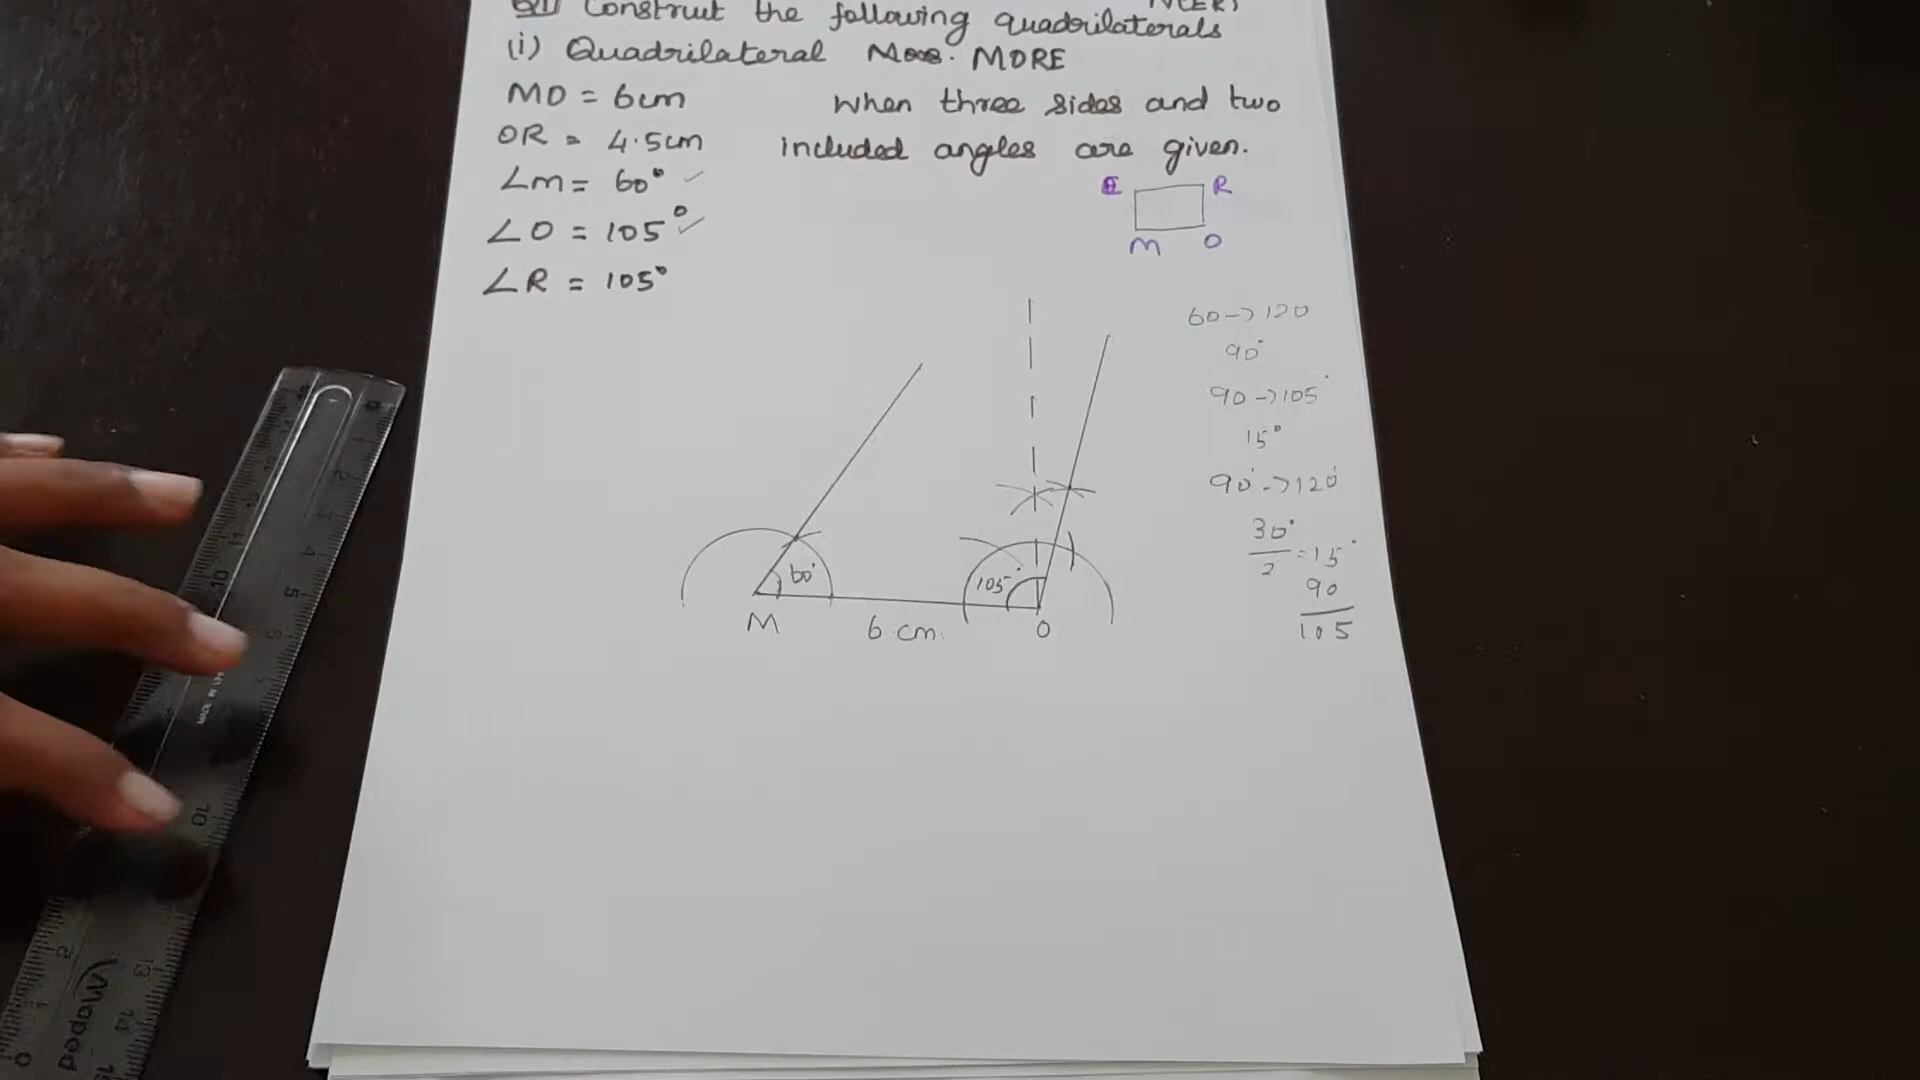 Q1) Construct the following quadrilaterals
(i) Quadrilateral MORE
MO = 6cm
OR = 4.5cm
∠M = 60°
∠O = 105°
∠R = 105°
When three sides and two
included angles are given.
E R
M O
60->120
90°
90->105°
15°
90°->120°
30°/2 = 15°
90
105
60°
105°
M 6 cm. O
Mapped